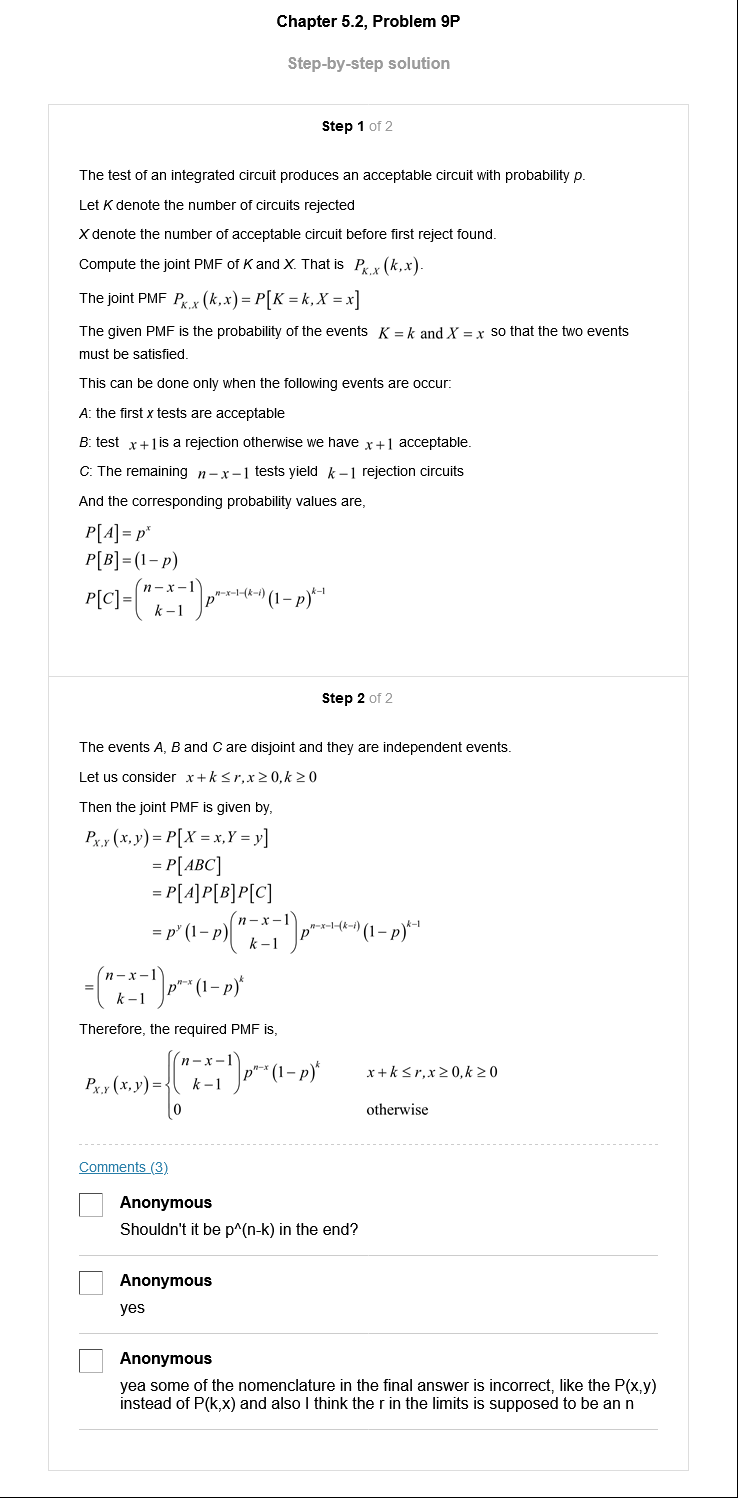 Chapter 5.2, Problem 9P
Step-by-step solution
Step 1 of 2
The test of an integrated circuit produces an acceptable circuit with probability p.
Let K denote the number of circuits rejected
X denote the number of acceptable circuit before first reject found.
Compute the joint PMF of K and X. That is P_{K,X}(k,x).
The joint PMF P_{K,X}(k,x) = P[K = k, X = x]
The given PMF is the probability of the events K = k and X = x so that the two events
must be satisfied.
This can be done only when the following events are occur:
A: the first x tests are acceptable
B: test x+1 is a rejection otherwise we have x+1 acceptable.
C: The remaining n−x−1 tests yield k−1 rejection circuits
And the corresponding probability values are,
P[A] = p^x
P[B] = (1−p)
P[C] = \binom{n−x−1}{k−1} p^{n−x−1−(k−i)} (1−p)^{k−1}
Step 2 of 2
The events A, B and C are disjoint and they are independent events.
Let us consider x+k ≤ r, x ≥ 0, k ≥ 0
Then the joint PMF is given by,
P_{X,Y}(x,y) = P[X = x, Y = y]
= P[ABC]
= P[A]P[B]P[C]
= p^y (1−p) \binom{n−x−1}{k−1} p^{n−x−1−(k−i)} (1−p)^{k−1}
= \binom{n−x−1}{k−1} p^{n−x} (1−p)^k
Therefore, the required PMF is,
P_{X,Y}(x,y) = { \binom{n−x−1}{k−1} p^{n−x} (1−p)^k x+k ≤ r, x ≥ 0, k ≥ 0
0 otherwise
Comments (3)
Anonymous
Shouldn't it be p^(n-k) in the end?
Anonymous
yes
Anonymous
yea some of the nomenclature in the final answer is incorrect, like the P(x,y)
instead of P(k,x) and also I think the r in the limits is supposed to be an n